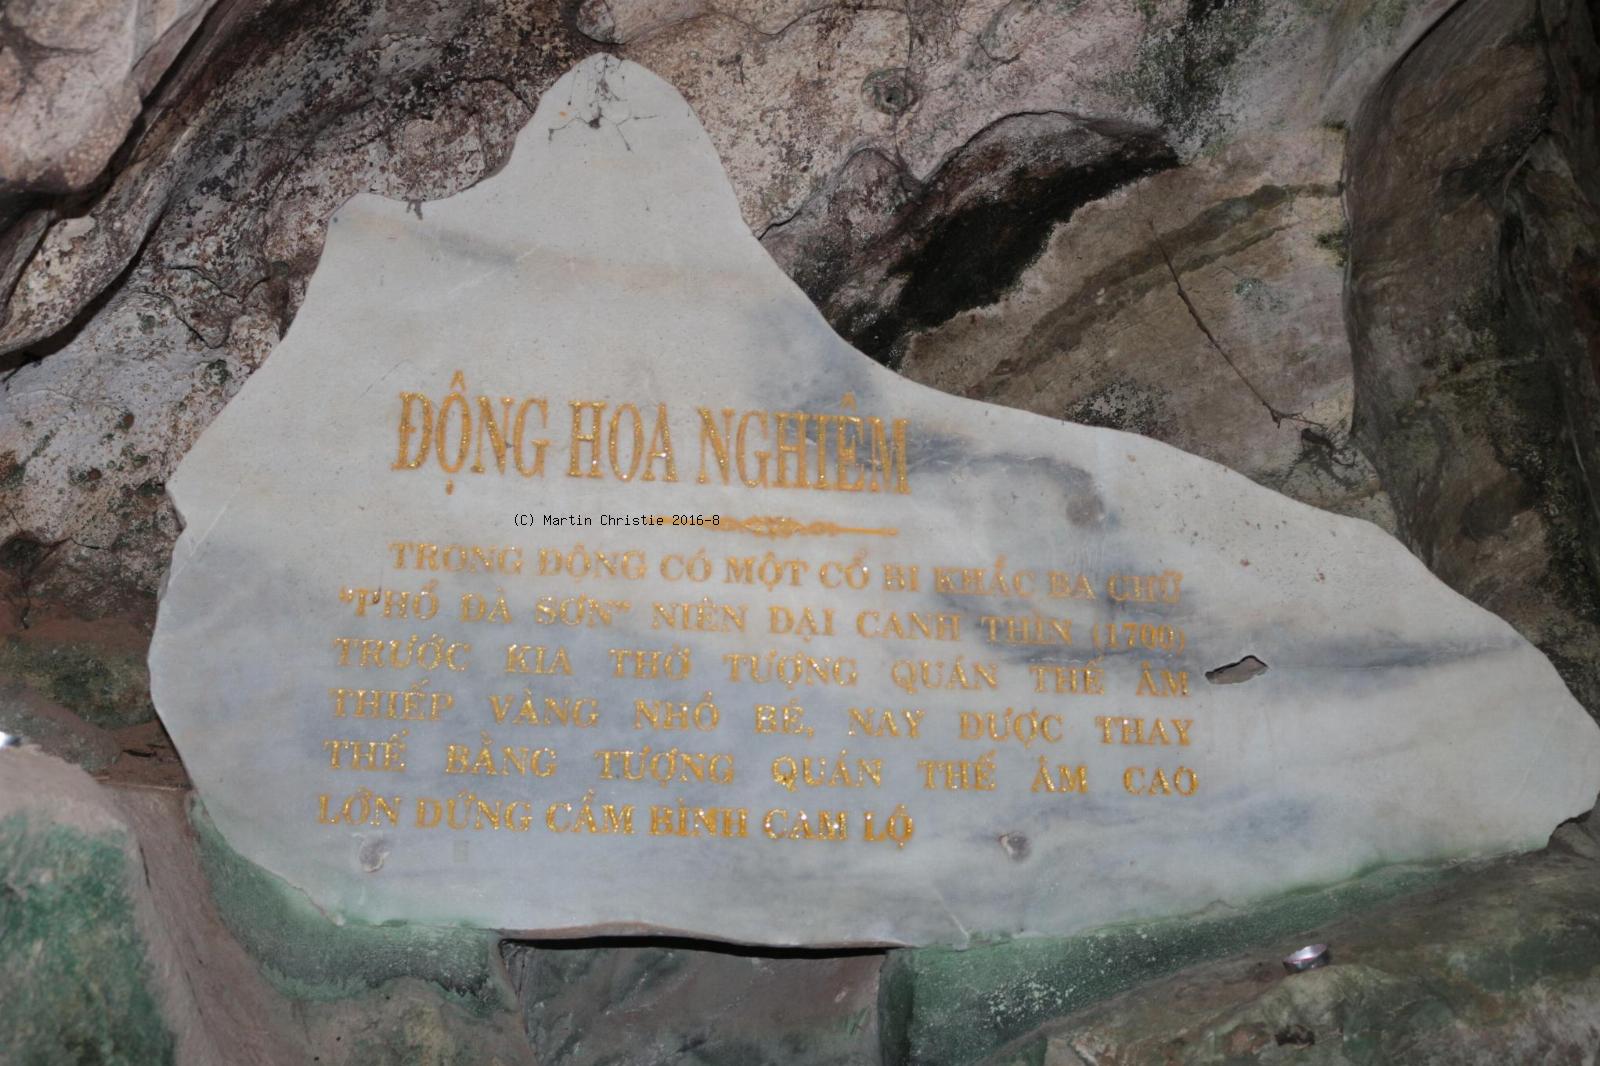 ĐỘNG HOA NGHIÊM
(C) Martin Christie 2016-8
TRONG ĐỘNG CÓ MỘT CỔ BI KHẮC BA CHỮ
"PHỔ ĐÀ SƠN" NIÊN ĐẠI CANH THÌN (1700)
TRƯỚC KIA THỜ TƯỢNG QUÁN THẾ ÂM
THIẾP VÀNG NHỎ BÉ, NAY ĐƯỢC THAY
THẾ BẰNG TƯỢNG QUÁN THẾ ÂM CAO
LỚN ĐỨNG CẦM BÌNH CAM LỘ